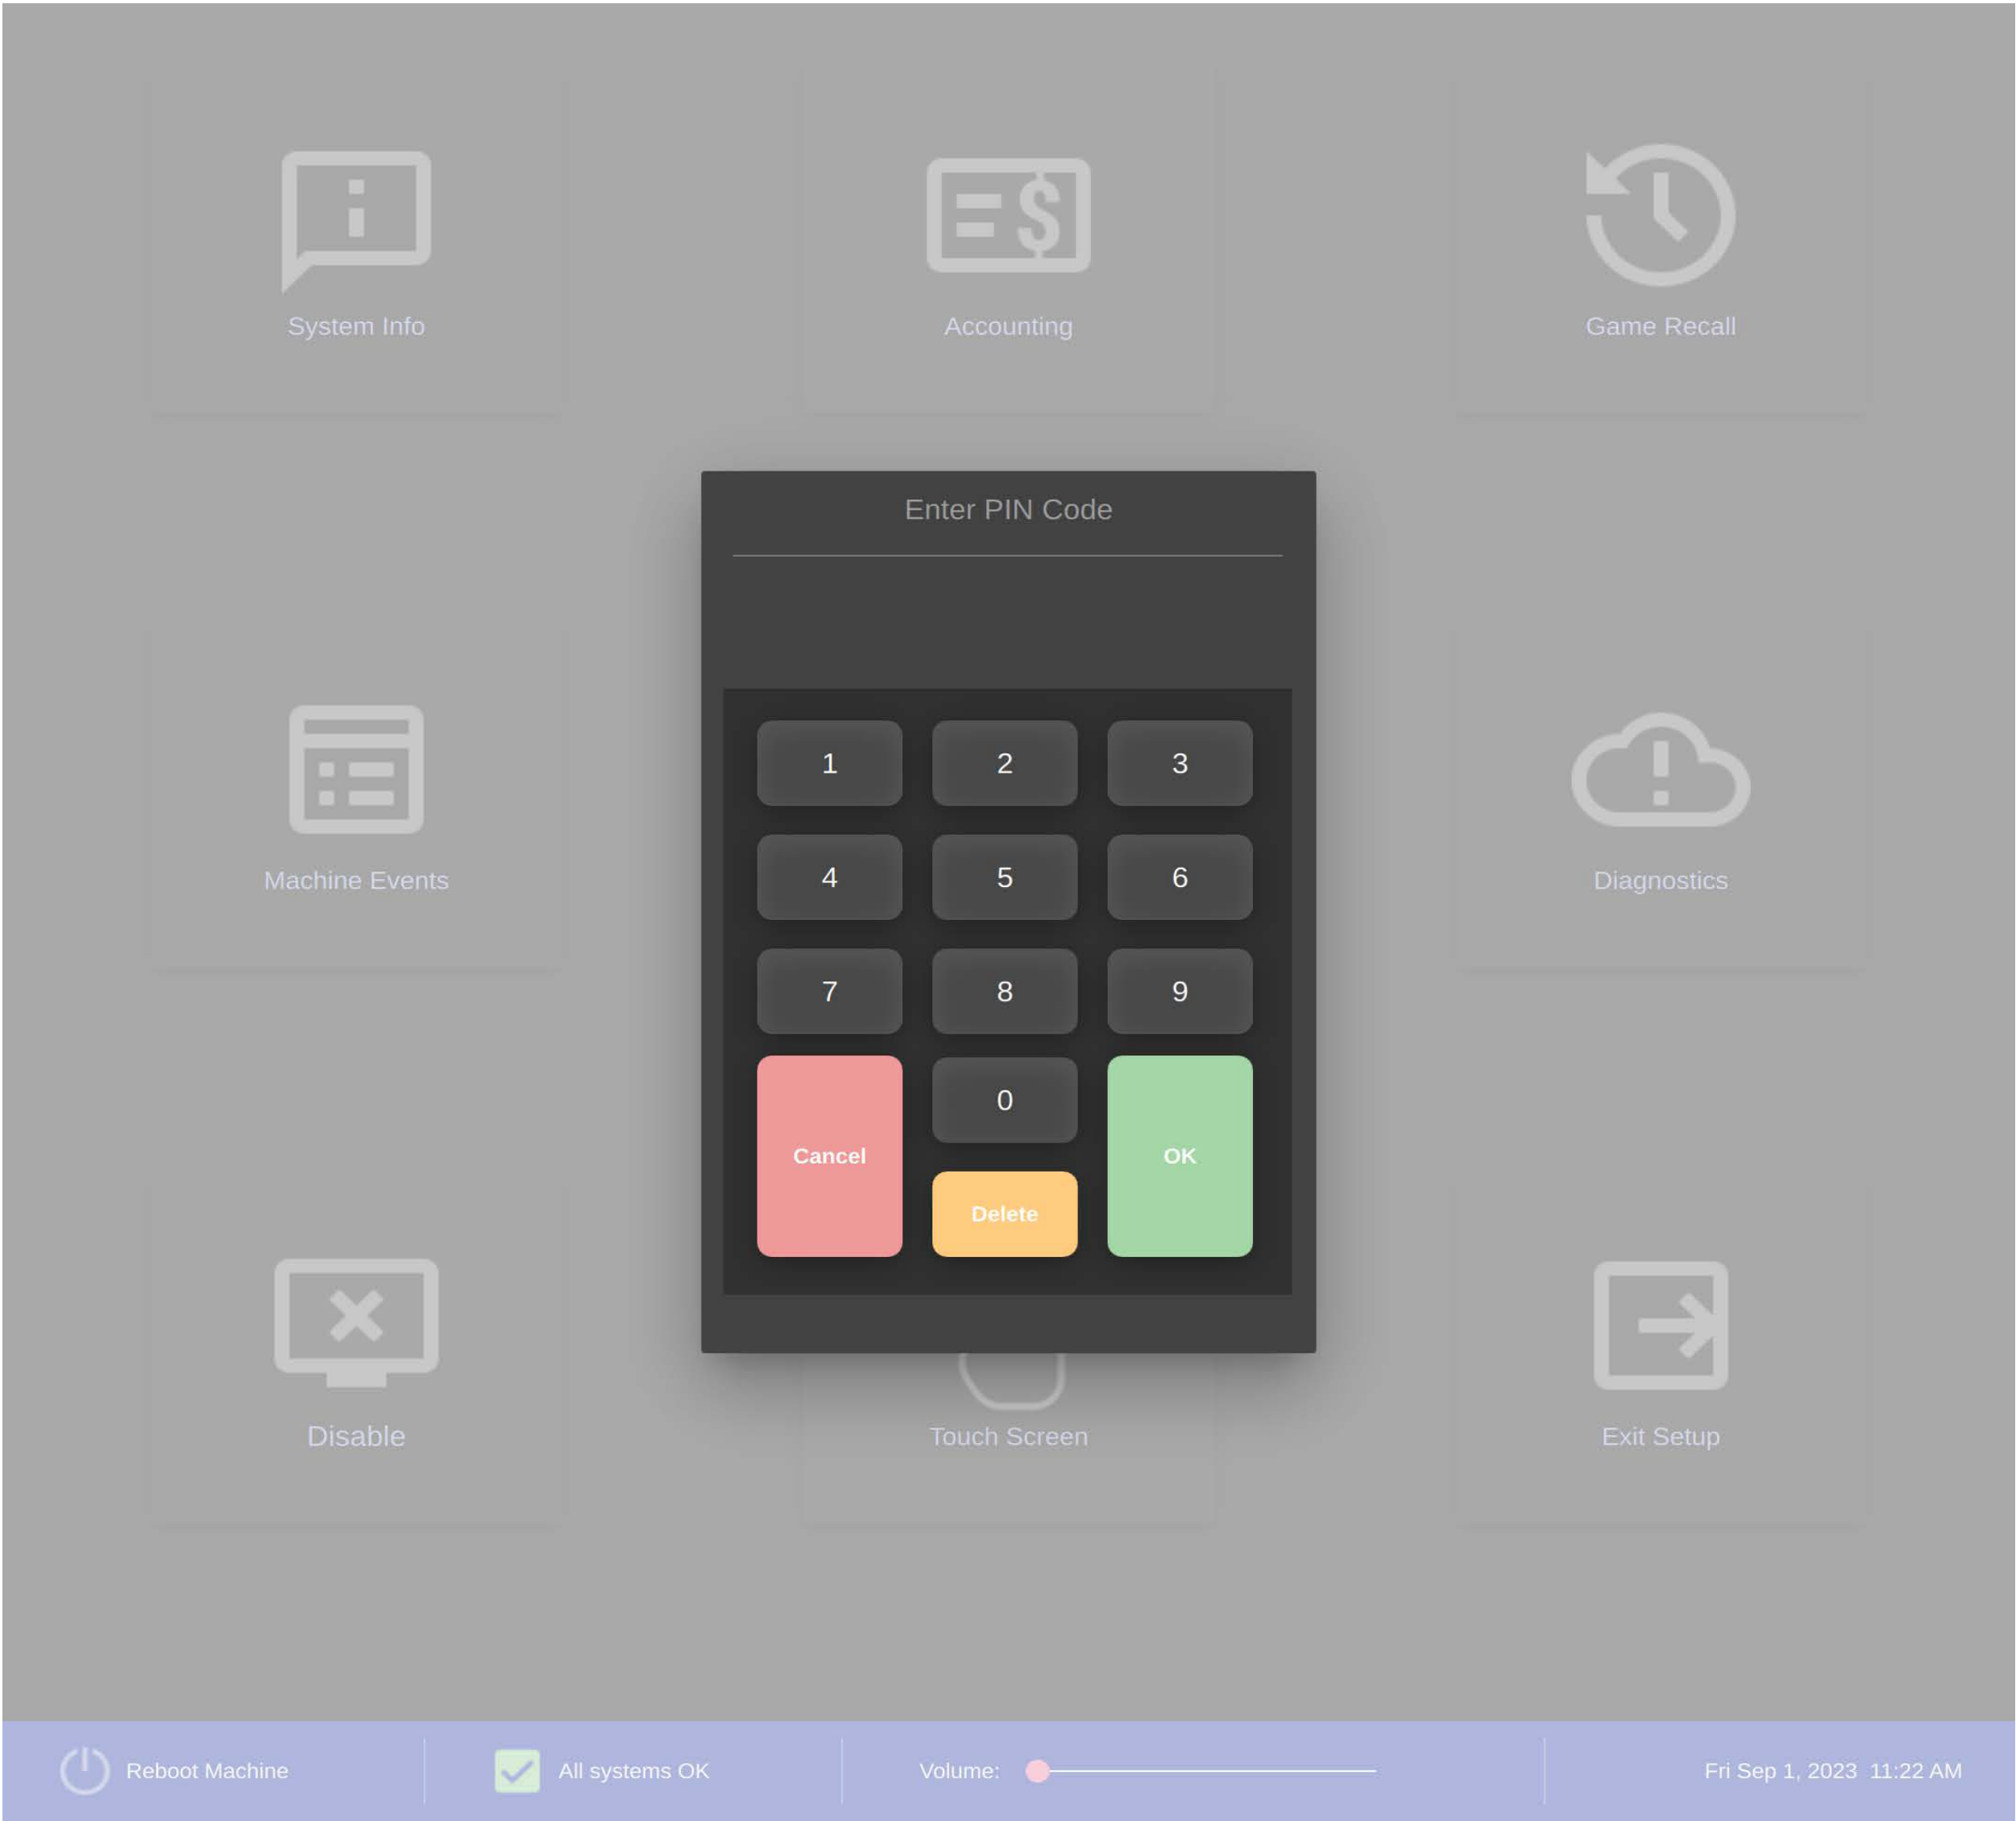 System Info
Accounting
Game Recall
Enter PIN Code
1 2 3
Machine Events
4 5 6
Diagnostics
7 8 9
0
Cancel
OK
Delete
Disable
Touch Screen
Exit Setup
Reboot Machine
All systems OK
Volume:
Fri Sep 1, 2023 11:22 AM